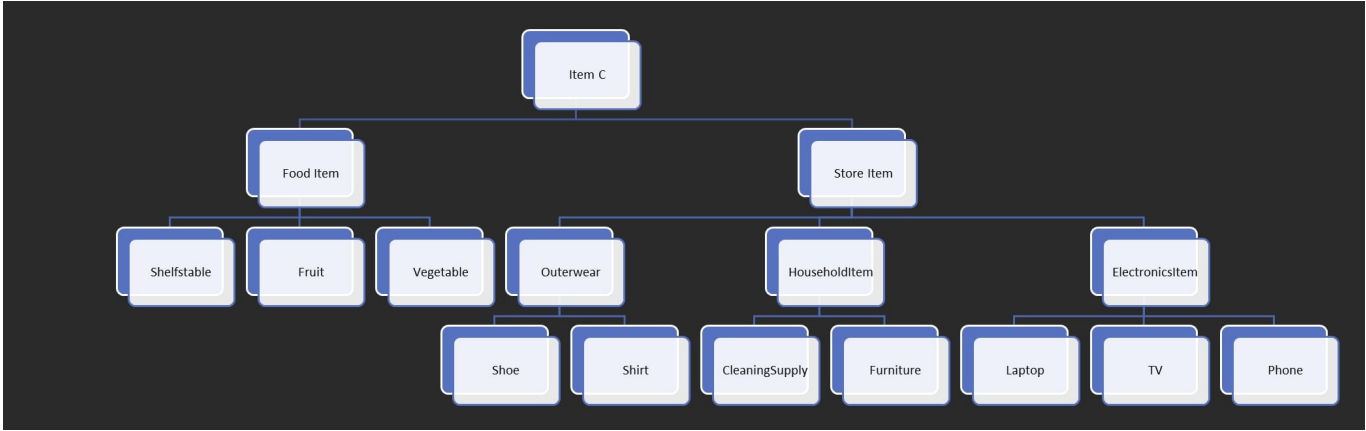 Item C
Food Item
Store Item
Shelfstable
Fruit
Vegetable
Outerwear
HouseholdItem
ElectronicsItem
Shoe
Shirt
CleaningSupply
Furniture
Laptop
TV
Phone